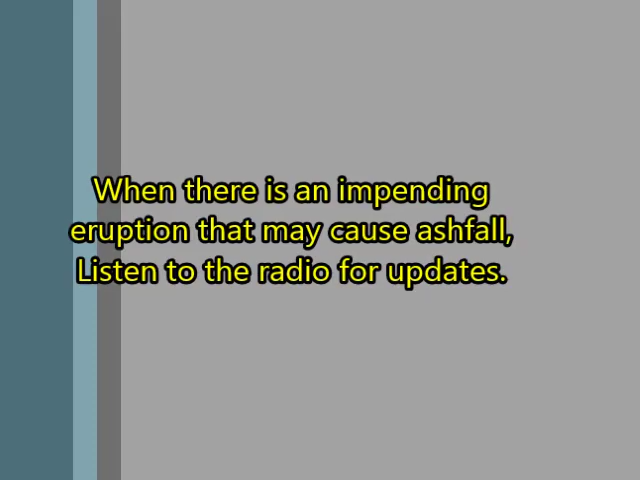 When there is an impending
eruption that may cause ashfall,
Listen to the radio for updates.